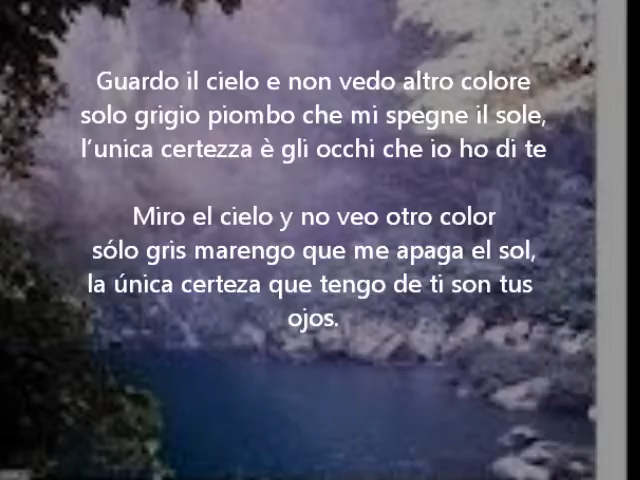 Guardo il cielo e non vedo altro colore
solo grigio piombo che mi spegne il sole,
l’unica certezza è gli occhi che io ho di te
Miro el cielo y no veo otro color
sólo gris marengo que me apaga el sol,
la única certeza que tengo de ti son tus
ojos.